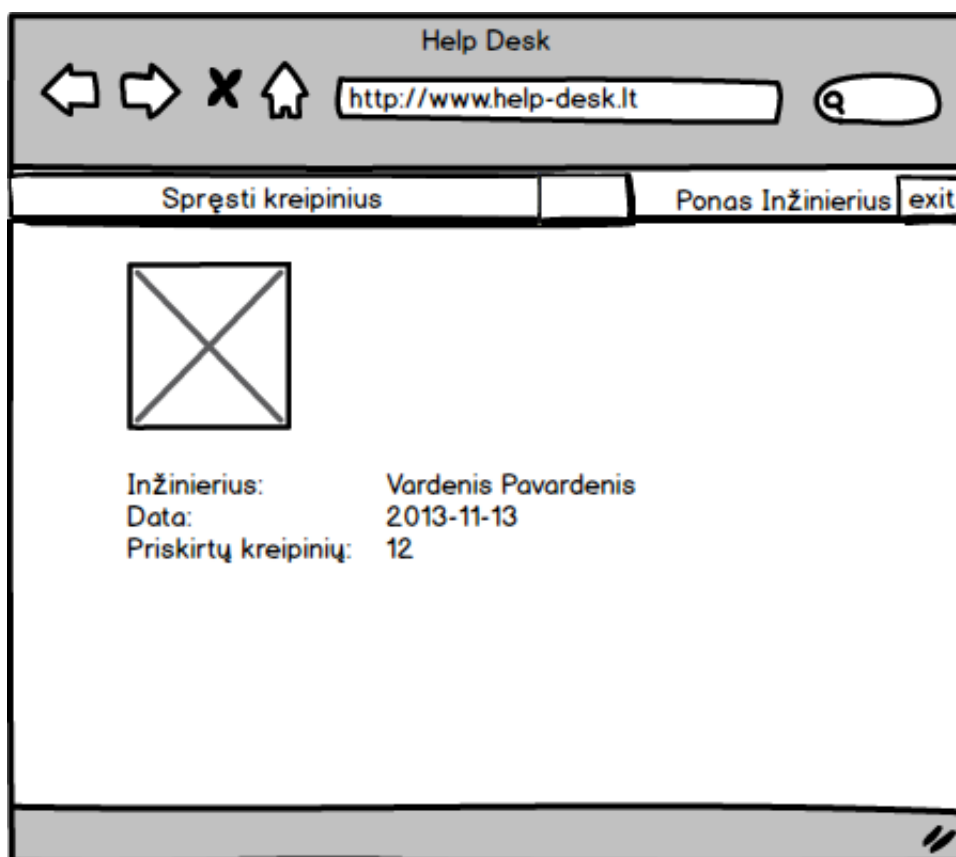 Help Desk
http://www.help-desk.lt
Spręsti kreipinius
Ponas Inžinierius exit
Inžinierius: Vardenis Pavardenis
Data: 2013-11-13
Priskirtų kreipinių: 12